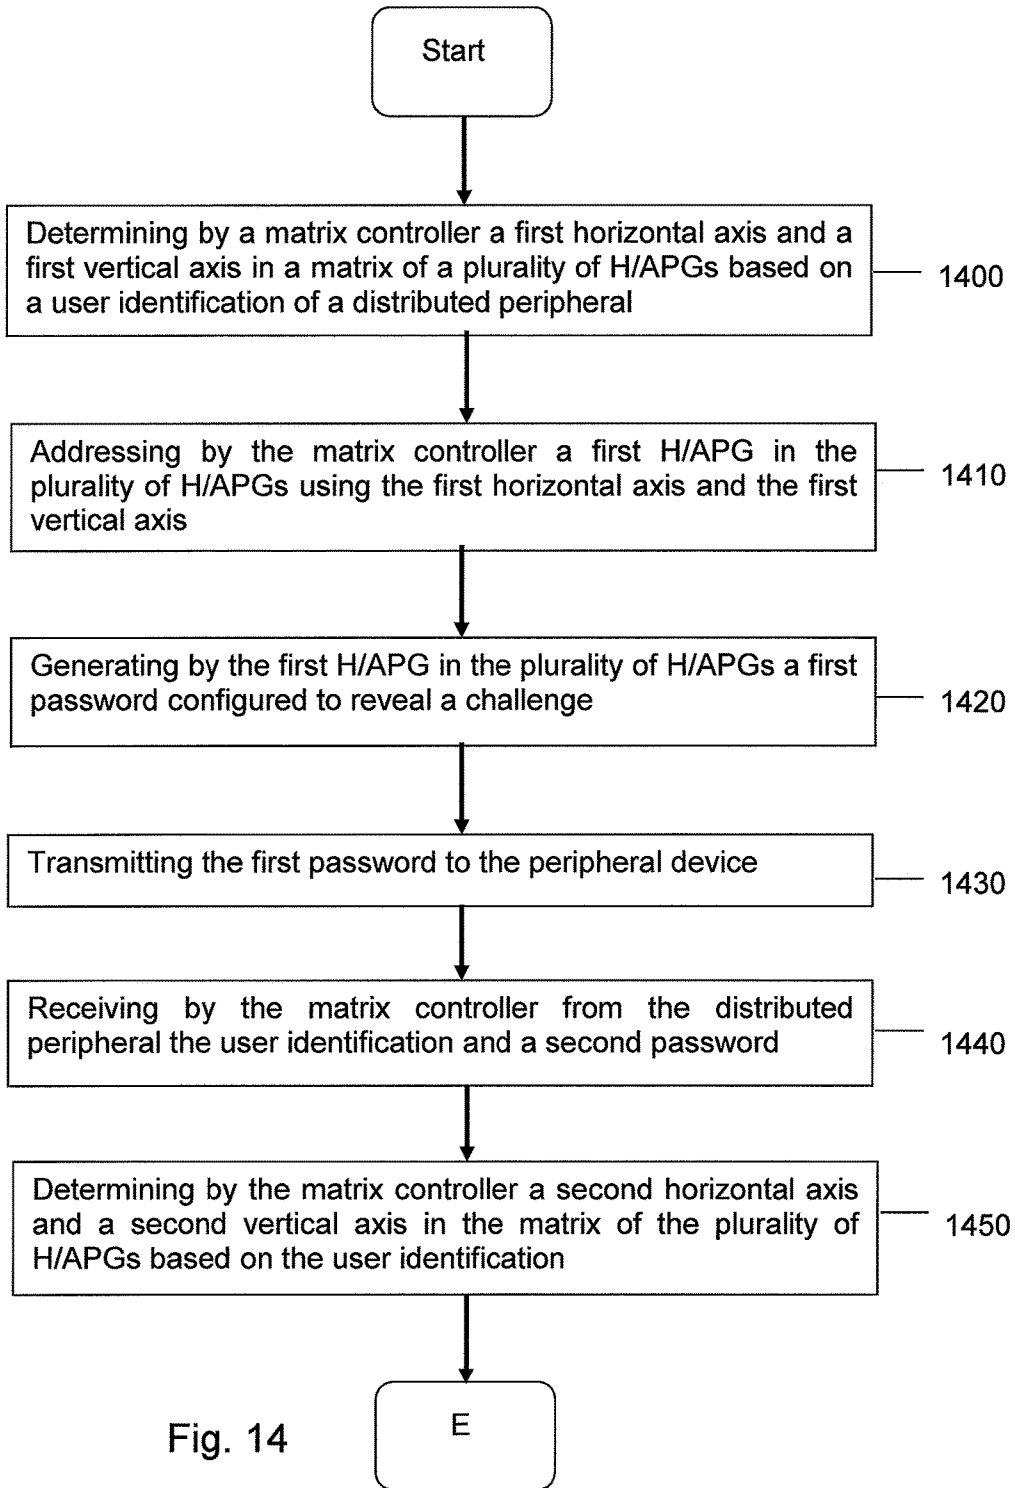 Start
Determining by a matrix controller a first horizontal axis and a
first vertical axis in a matrix of a plurality of H/APGs based on
a user identification of a distributed peripheral
1400
Addressing by the matrix controller a first H/APG in the
plurality of H/APGs using the first horizontal axis and the first
vertical axis
1410
Generating by the first H/APG in the plurality of H/APGs a first
password configured to reveal a challenge
1420
Transmitting the first password to the peripheral device
1430
Receiving by the matrix controller from the distributed
peripheral the user identification and a second password
1440
Determining by the matrix controller a second horizontal axis
and a second vertical axis in the matrix of the plurality of
H/APGs based on the user identification
1450
E
Fig. 14